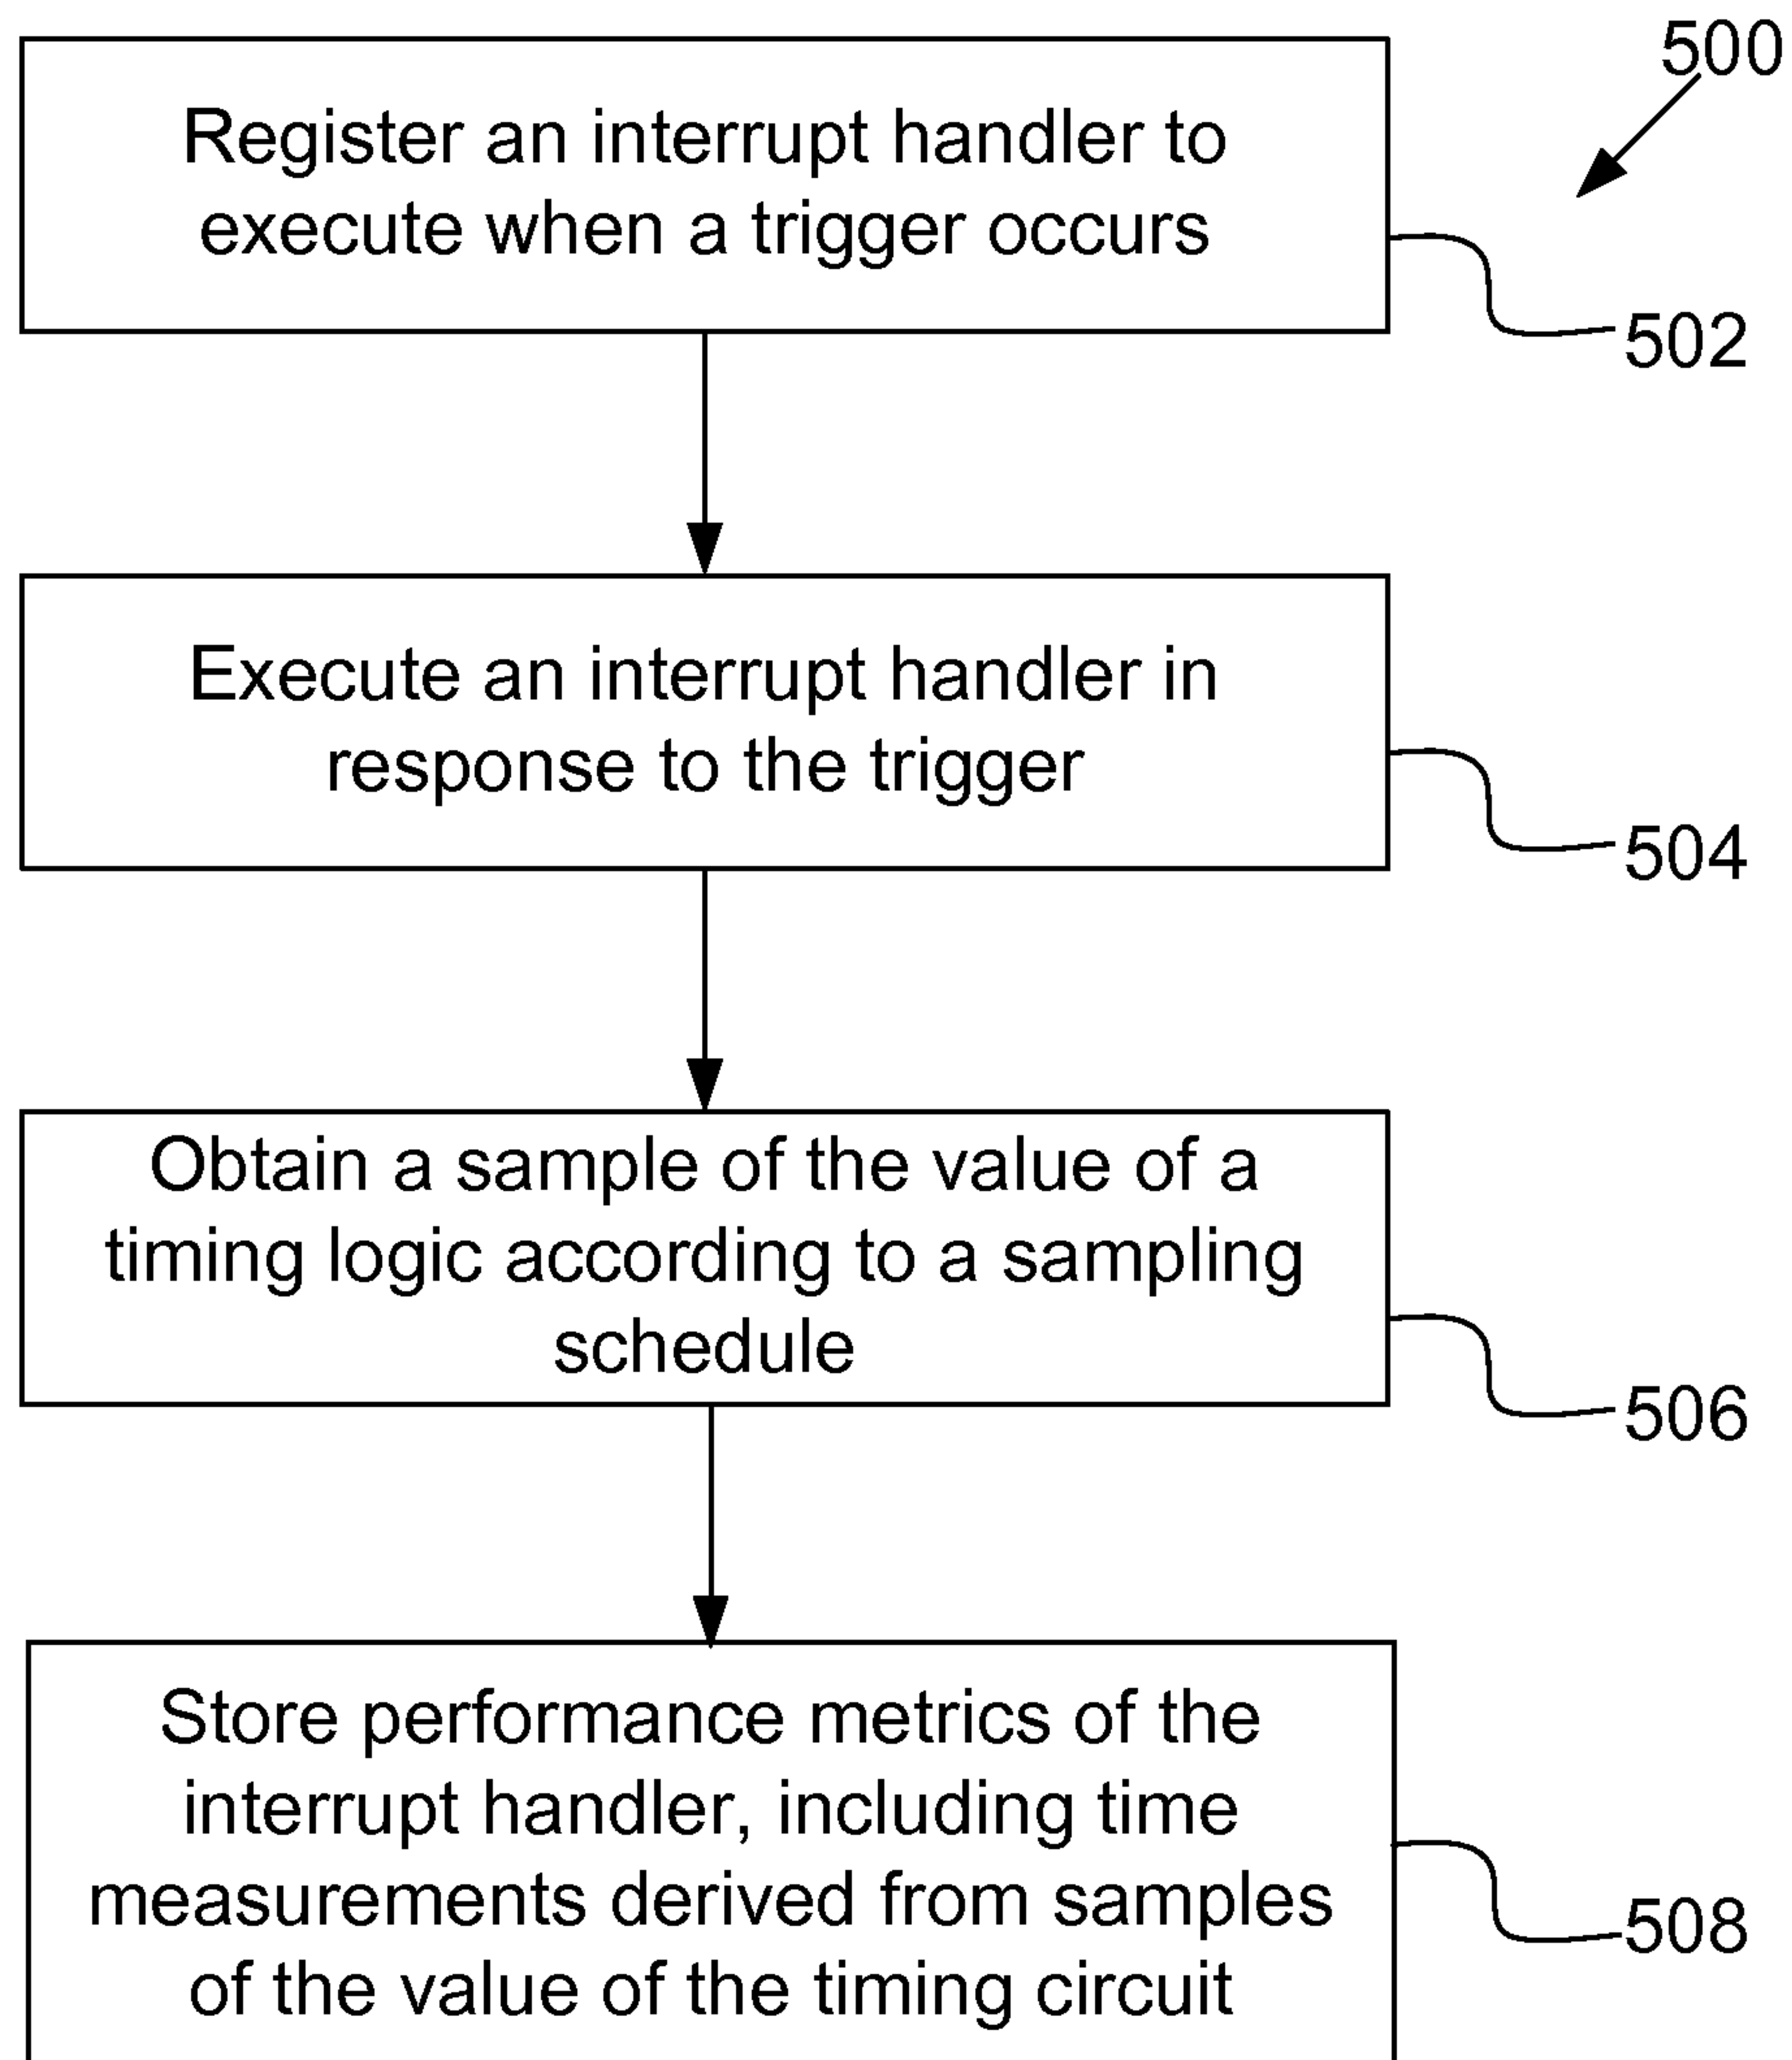 500
Register an interrupt handler to
execute when a trigger occurs
502
Execute an interrupt handler in
response to the trigger
504
Obtain a sample of the value of a
timing logic according to a sampling
schedule
506
Store performance metrics of the
interrupt handler, including time
measurements derived from samples
of the value of the timing circuit
508